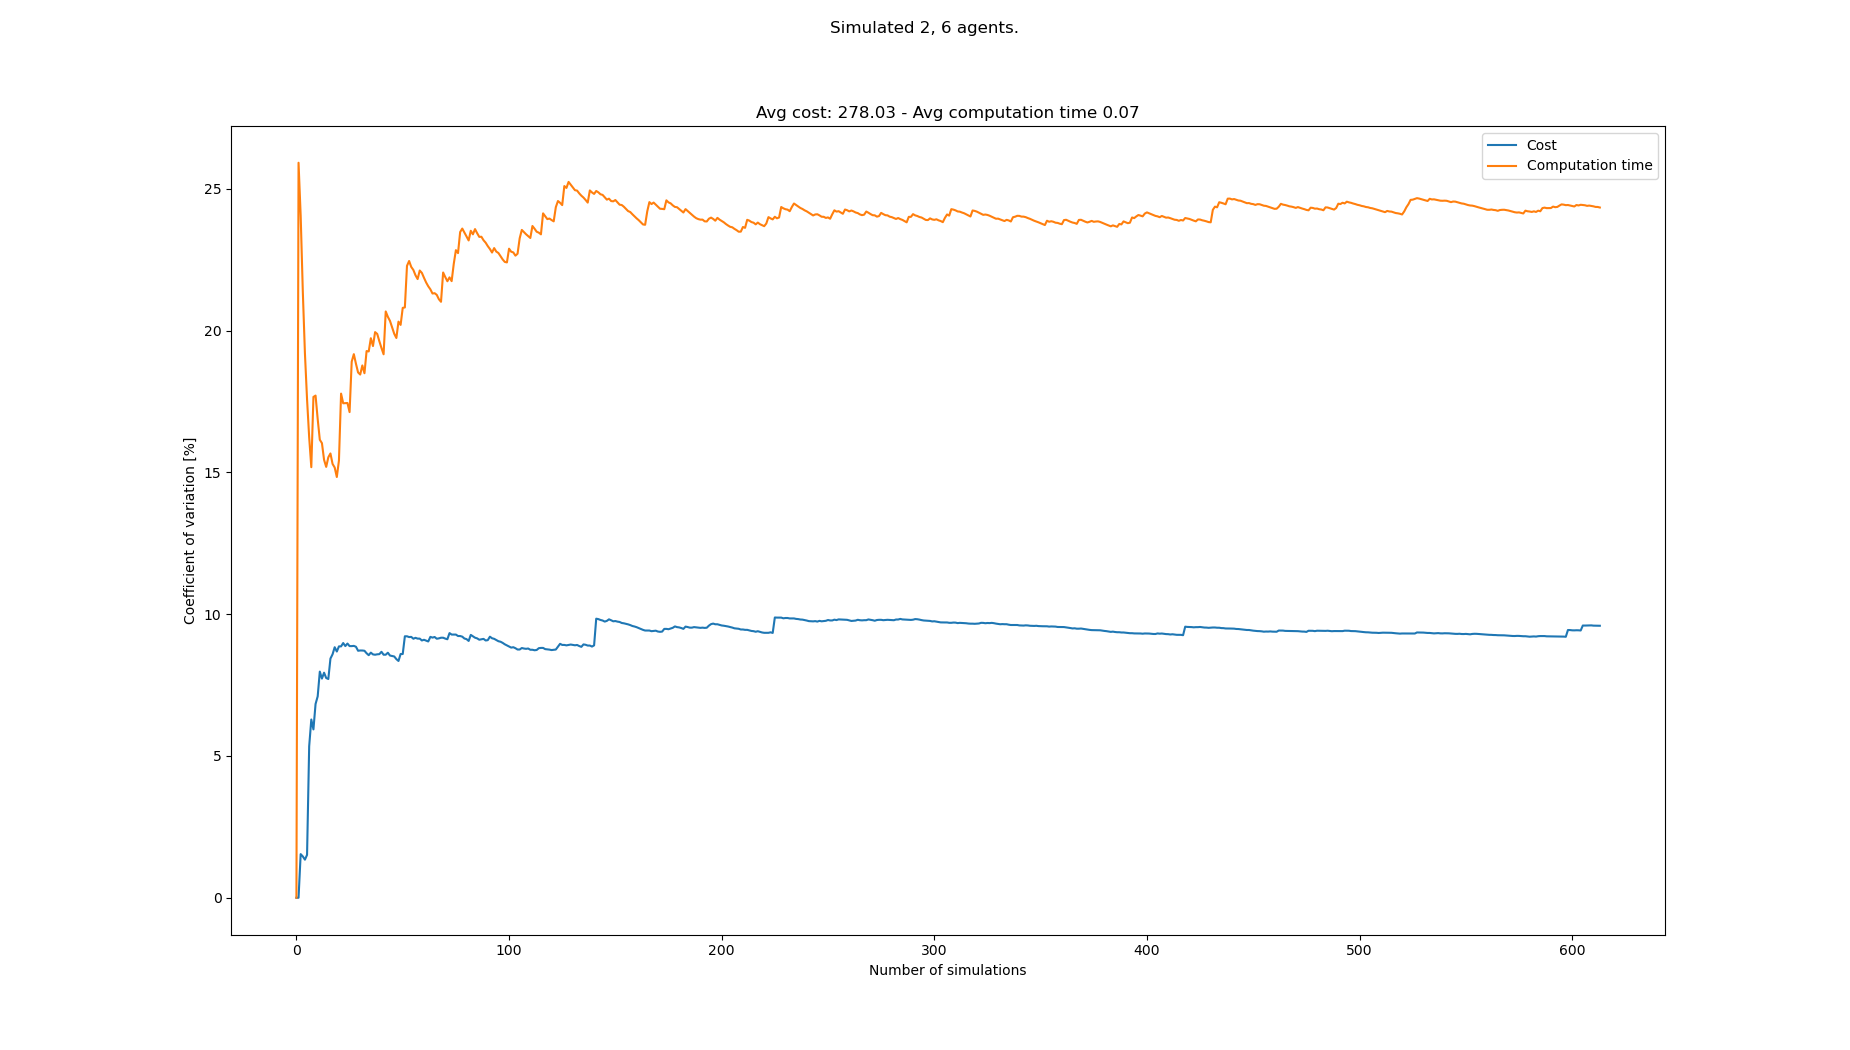 Simulated 2, 6 agents.
Avg cost: 278.03 - Avg computation time 0.07
Cost
Computation time
25
20
15
10
5
0
Coefficient of variation [%]
0 100 200 300 400 500 600
Number of simulations